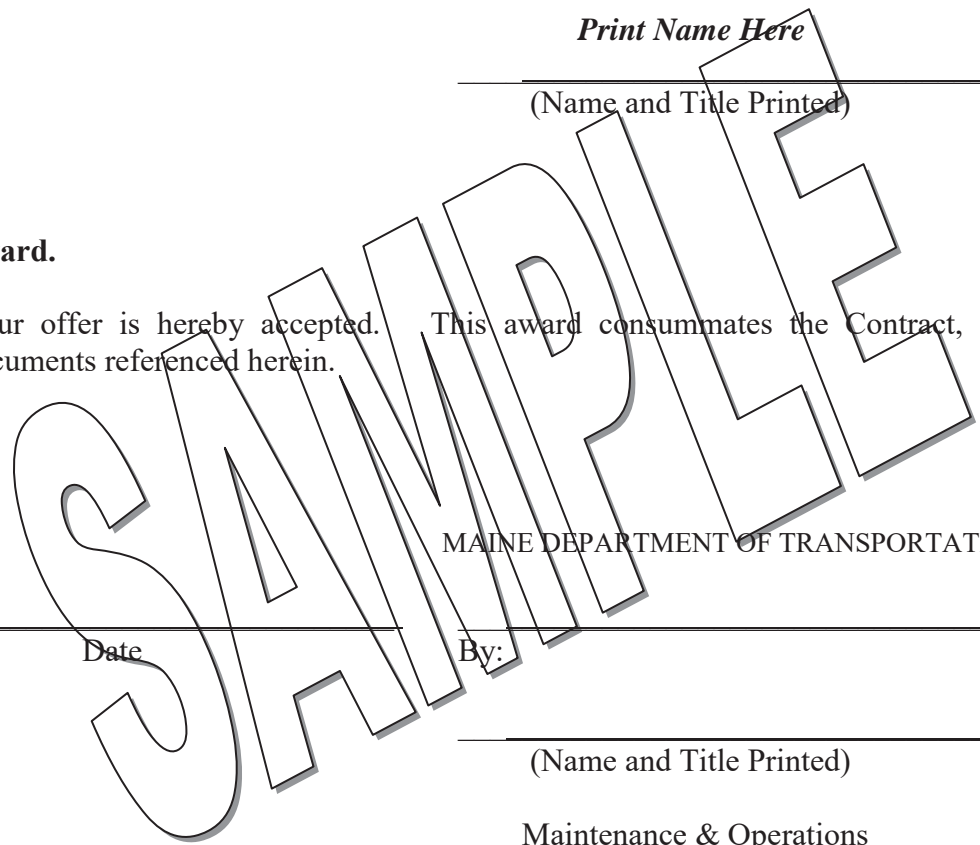 Print Name Here
(Name and Title Printed)
ard.
ur offer is hereby accepted. This award consummates the Contract,
cuments referenced herein.
SAMPLE
MAINE DEPARTMENT OF TRANSPORTAT
Date By:
(Name and Title Printed)
Maintenance & Operations